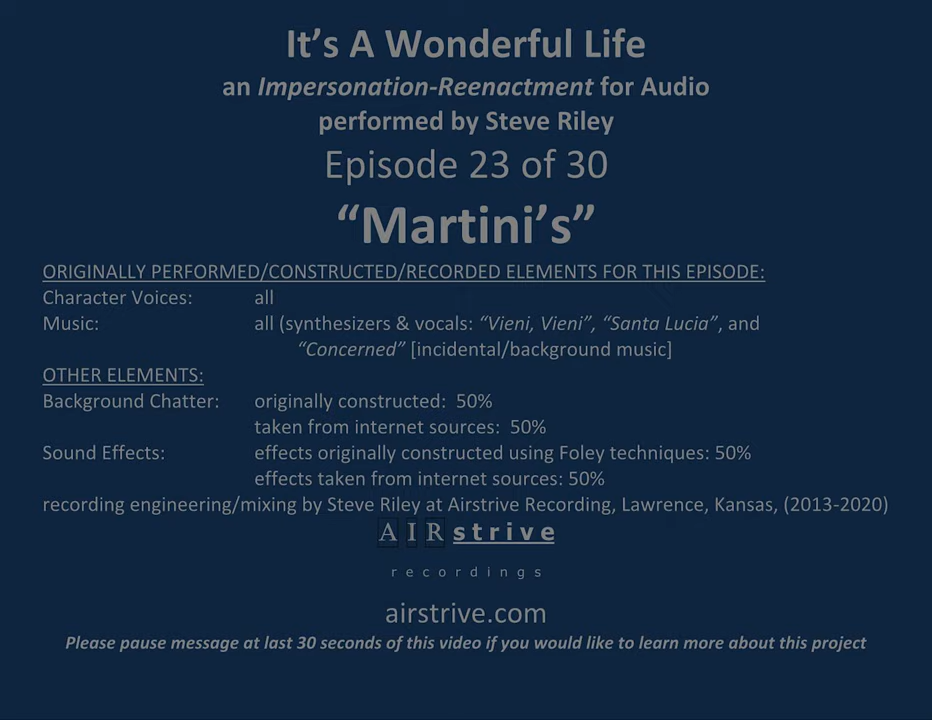 It's A Wonderful Life
an Impersonation-Reenactment for Audio
performed by Steve Riley
Episode 23 of 30
“Martini’s”
ORIGINALLY PERFORMED/CONSTRUCTED/RECORDED ELEMENTS FOR THIS EPISODE:
Character Voices: all
Music: all (synthesizers & vocals: “Vieni, Vieni”, “Santa Lucia”, and
“Concerned” [incidental/background music]
OTHER ELEMENTS:
Background Chatter: originally constructed: 50%
taken from internet sources: 50%
Sound Effects: effects originally constructed using Foley techniques: 50%
effects taken from internet sources: 50%
recording engineering/mixing by Steve Riley at Airstrive Recording, Lawrence, Kansas, (2013-2020)
AIRstrive
recordings
airstrive.com
Please pause message at last 30 seconds of this video if you would like to learn more about this project